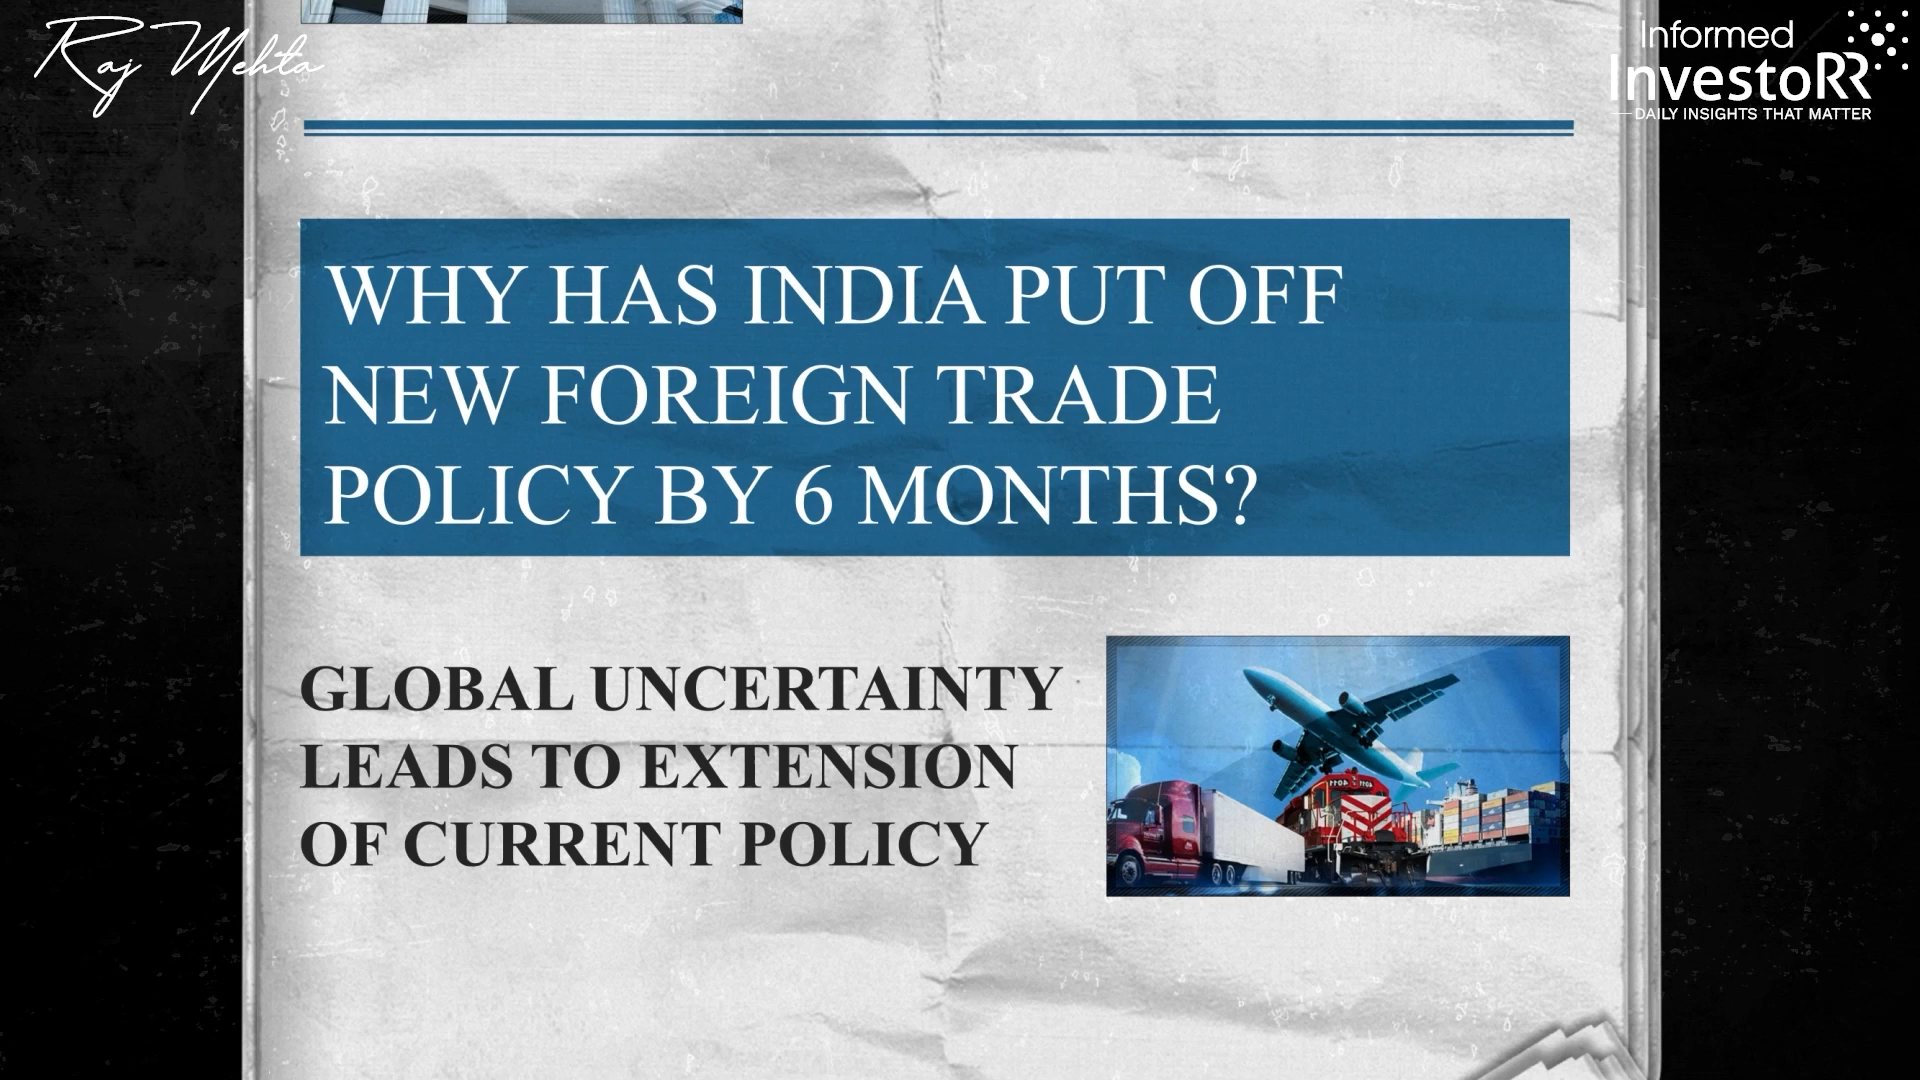 Raj Mehta
Informed
InvestoRR
DAILY INSIGHTS THAT MATTER
WHY HAS INDIA PUT OFF
NEW FOREIGN TRADE
POLICY BY 6 MONTHS?
GLOBAL UNCERTAINTY
LEADS TO EXTENSION
OF CURRENT POLICY